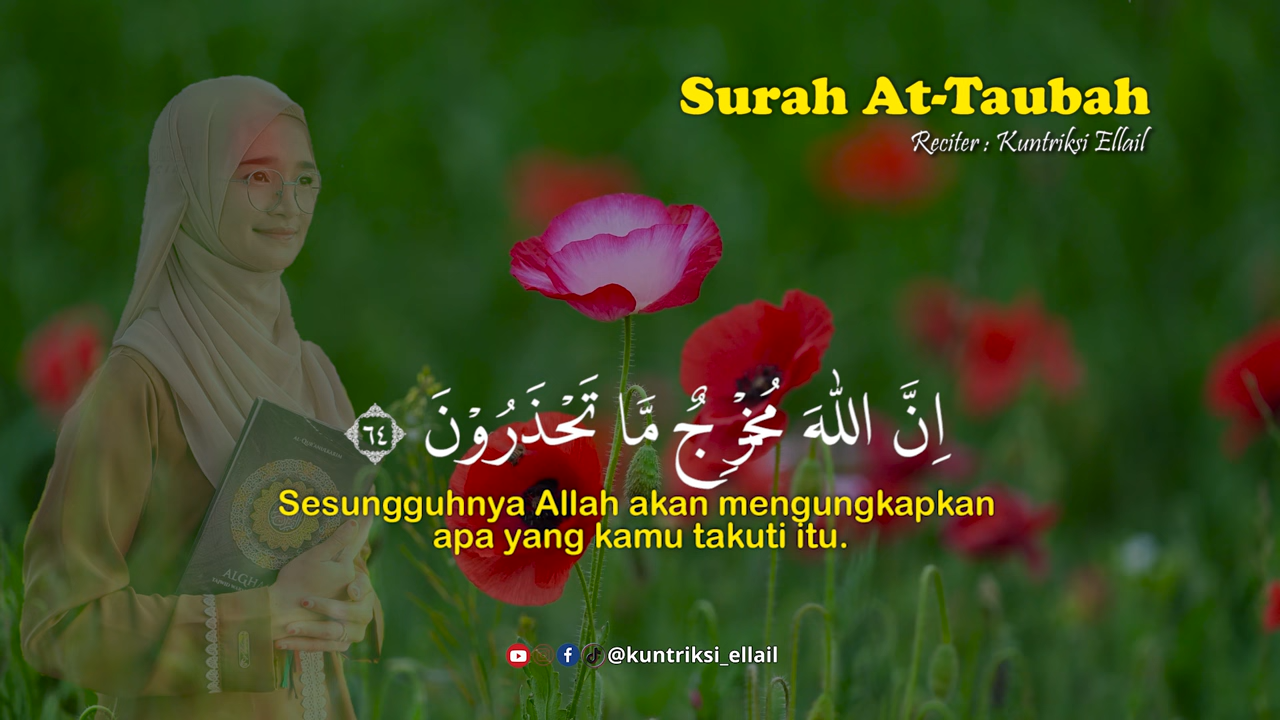 Surah At-Taubah
Reciter : Kuntriksi Ellail
اِنَّ اللّٰهَ مُخْرِجٌ مَّا تَحْذَرُوْنَ ٦٤
Sesungguhnya Allah akan mengungkapkan
apa yang kamu takuti itu.
@kuntriksi_ellail